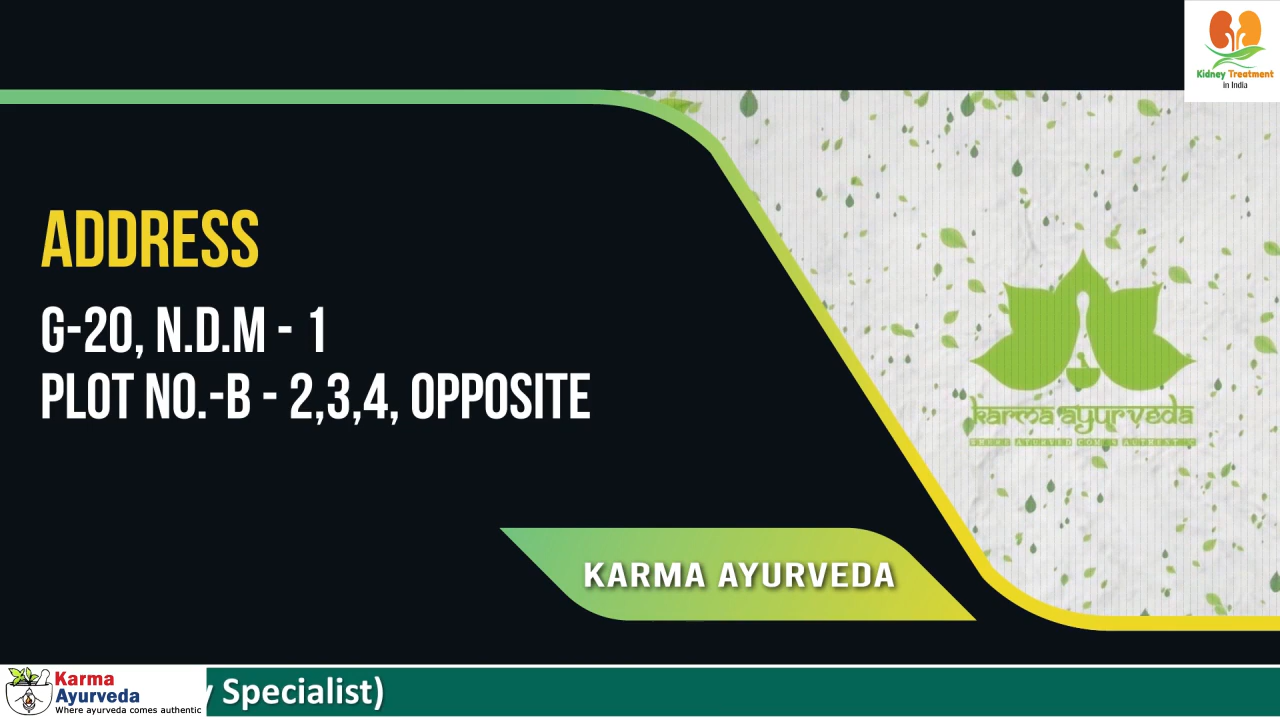 Kidney Treatment
in India
ADDRESS
G-20, N.D.M - 1
PLOT NO.-B - 2,3,4, OPPOSITE
karma ayurveda
KARMA AYURVEDA
Karma
Ayurveda
Where ayurveda comes authentic
Specialist)